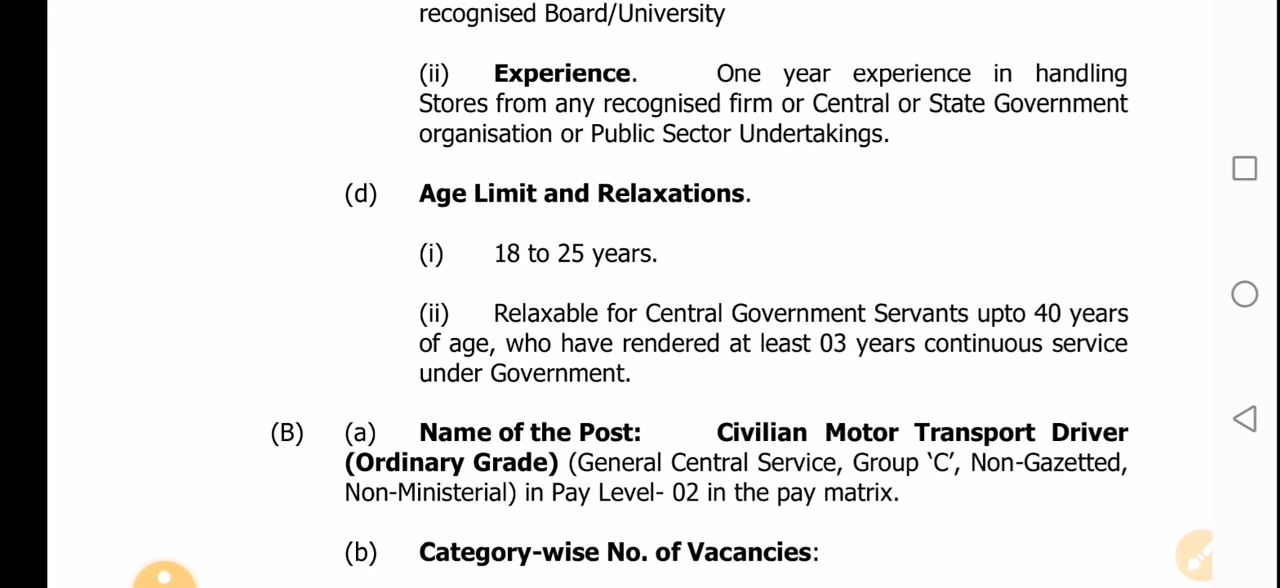 recognised Board/University
(ii) Experience. One year experience in handling
Stores from any recognised firm or Central or State Government
organisation or Public Sector Undertakings.
(d) Age Limit and Relaxations.
(i) 18 to 25 years.
(ii) Relaxable for Central Government Servants upto 40 years
of age, who have rendered at least 03 years continuous service
under Government.
(B) (a) Name of the Post: Civilian Motor Transport Driver
(Ordinary Grade) (General Central Service, Group ‘C’, Non-Gazetted,
Non-Ministerial) in Pay Level- 02 in the pay matrix.
(b) Category-wise No. of Vacancies: